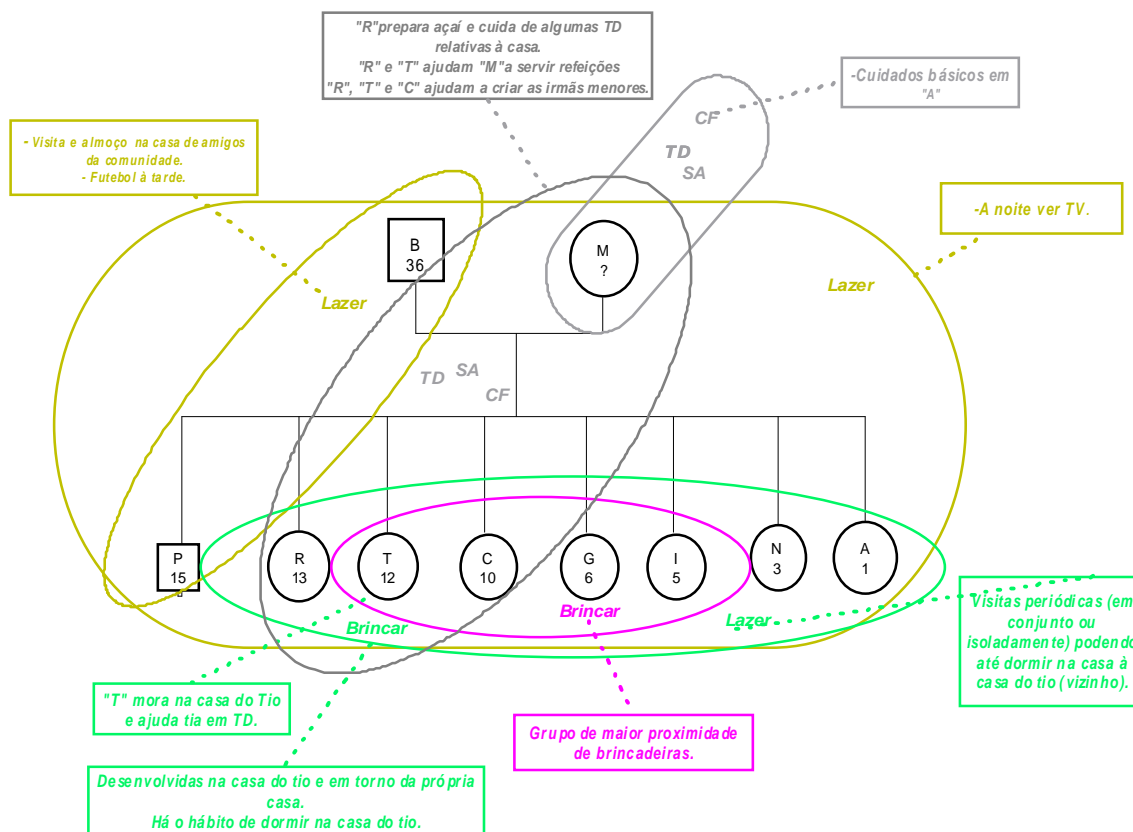 "R"prepara açaí e cuida de algumas TD
relativas à casa.
"R" e "T" ajudam "M"a servir refeições
"R", "T" e "C" ajudam a criar as irmãs menores.
-Cuidados básicos em
"A"
CF
TD
SA
- Visita e almoço na casa de amigos
da comunidade.
- Futebol à tarde.
-A noite ver TV.
B
36
M
?
Lazer
Lazer
TD
SA
CF
P
15
R
13
T
12
C
10
G
6
I
5
N
3
A
1
Brincar
Brincar
Lazer
Visitas periódicas (em
conjunto ou
isoladamente) podendo
até dormir na casa à
casa do tio (vizinho).
"T" mora na casa do Tio
e ajuda tia em TD.
Grupo de maior proximidade
de brincadeiras.
Desenvolvidas na casa do tio e em torno da própria
casa.
Há o hábito de dormir na casa do tio.